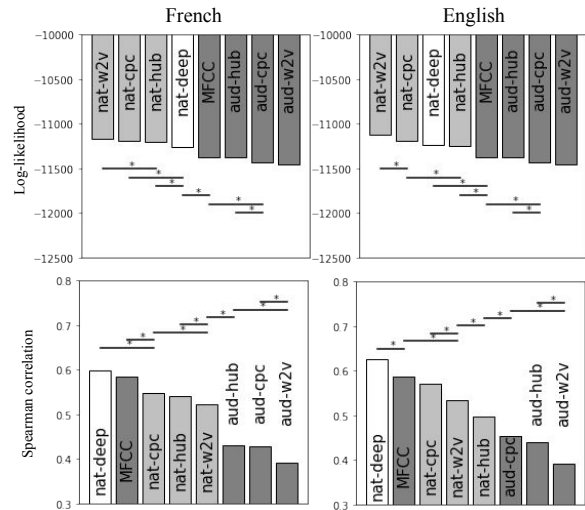 French
English
Log-likelihood
−10000
−10500
−11000
−11500
−12000
−12500
nat-w2v
nat-cpc
nat-hub
nat-deep
MFCC
aud-hub
aud-cpc
aud-w2v
* * * * * *
−10000
−10500
−11000
−11500
−12000
−12500
nat-w2v
nat-cpc
nat-deep
nat-hub
MFCC
aud-hub
aud-cpc
aud-w2v
* * * * * *
Spearman correlation
0.8
0.7
0.6
0.5
0.4
0.3
nat-deep
MFCC
nat-cpc
nat-hub
nat-w2v
aud-hub
aud-cpc
aud-w2v
* * * * * * *
0.8
0.7
0.6
0.5
0.4
0.3
nat-deep
MFCC
nat-cpc
nat-w2v
nat-hub
aud-cpc
aud-hub
aud-w2v
* * * * * * *